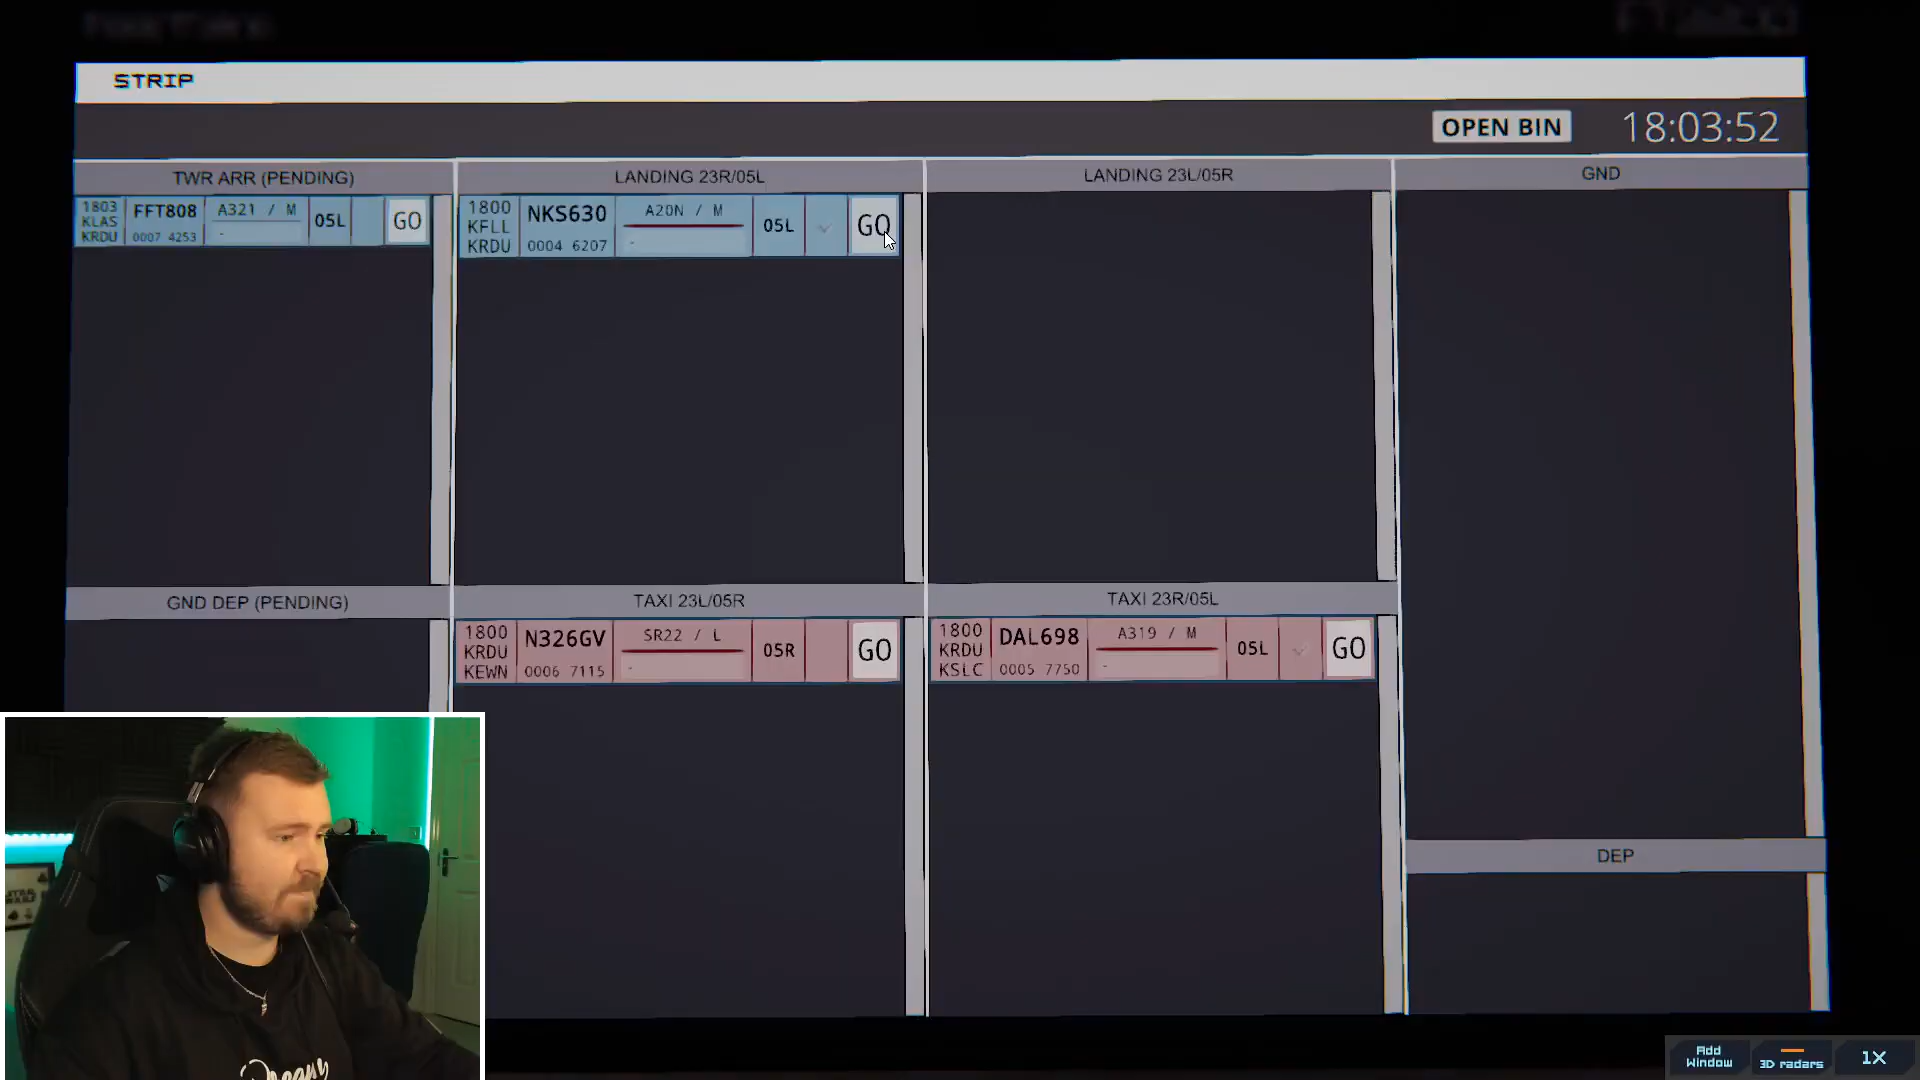 STRIP
OPEN BIN
18:03:52
TWR ARR (PENDING)
1803 KLAS KRDU FFT808 0007 4253 A321 / M - 05L GO
LANDING 23R/05L
1800 KFLL KRDU NKS630 0004 6207 A20N / M - 05L GO
LANDING 23L/05R
GND
GND DEP (PENDING)
TAXI 23L/05R
1800 KRDU KEWN N326GV 0006 7115 SR22 / L - 05R GO
TAXI 23R/05L
1800 KRDU KSLC DAL698 0005 7750 A319 / M - 05L GO
DEP
Add Window
3D radars
1X